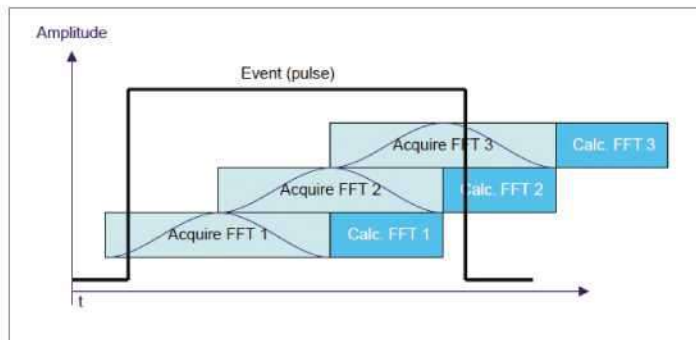 Amplitude
Event (pulse)
Acquire FFT 3
Calc. FFT 3
Acquire FFT 2
Calc. FFT 2
Acquire FFT 1
Calc. FFT 1
t